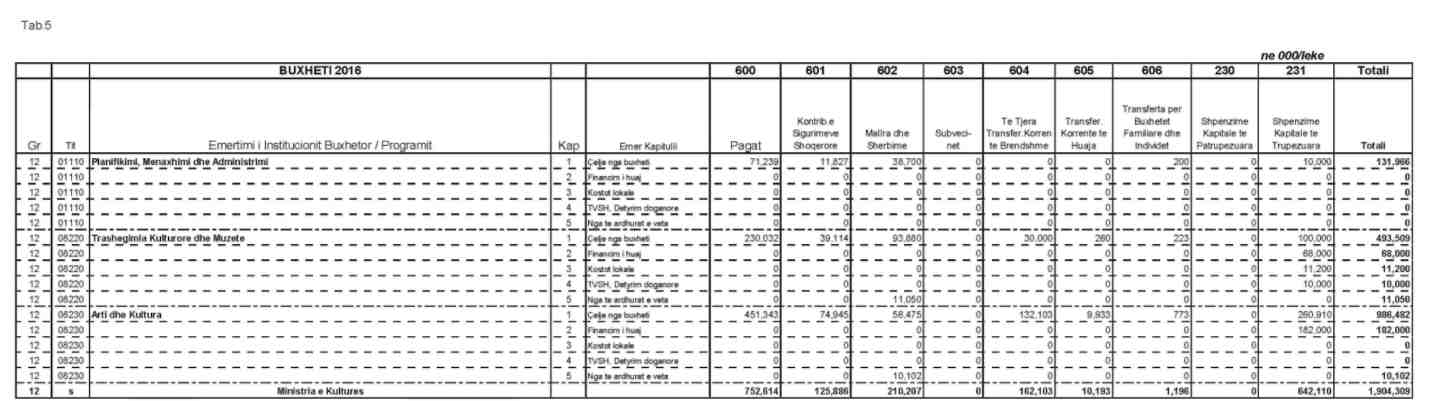 Tab.5
ne 000/leke
BUXHETI 2016 600 601 602 603 604 605 606 230 231 Totali
Gr Tit Emertimi i Institucionit Buxhetor / Programit Kap Emer Kapitulli Pagat Kontrib.e Sigurimeve Shoqerore Mallra dhe Sherbime Subvecionet Te Tjera Transfer.Korren te Brendshme Transfer. Korrente te Huaja Transferta per Buxhetet Familiare dhe Individet Shpenzime Kapitale te Patrupezuara Shpenzime Kapitale te Trupezuara Totali
12 01110 Planifikimi, Menaxhimi dhe Administrimi 1 Çelje nga buxheti 71,239 11,827 38,700 0 0 0 200 0 10,000 131,966
12 01110 2 Financim i huaj 0 0 0 0 0 0 0 0 0 0
12 01110 3 Kostot lokale 0 0 0 0 0 0 0 0 0 0
12 01110 4 TVSH, Detyrim doganore 0 0 0 0 0 0 0 0 0 0
12 01110 5 Nga te ardhurat e veta 0 0 0 0 0 0 0 0 0 0
12 08220 Trashegimia Kulturore dhe Muzete 1 Çelje nga buxheti 230,032 39,114 93,880 0 30,000 260 223 0 100,000 493,509
12 08220 2 Financim i huaj 0 0 0 0 0 0 0 0 68,000 68,000
12 08220 3 Kostot lokale 0 0 0 0 0 0 0 0 11,200 11,200
12 08220 4 TVSH, Detyrim doganore 0 0 0 0 0 0 0 0 10,000 10,000
12 08220 5 Nga te ardhurat e veta 0 0 11,050 0 0 0 0 0 0 11,050
12 08230 Arti dhe Kultura 1 Çelje nga buxheti 451,343 74,945 56,475 0 132,103 9,933 773 0 260,910 986,482
12 08230 2 Financim i huaj 0 0 0 0 0 0 0 0 182,000 182,000
12 08230 3 Kostot lokale 0 0 0 0 0 0 0 0 0 0
12 08230 4 TVSH, Detyrim doganore 0 0 0 0 0 0 0 0 0 0
12 08230 5 Nga te ardhurat e veta 0 0 10,102 0 0 0 0 0 0 10,102
12 s Ministria e Kultures 752,614 125,886 210,207 0 162,103 10,193 1,196 0 642,110 1,904,309